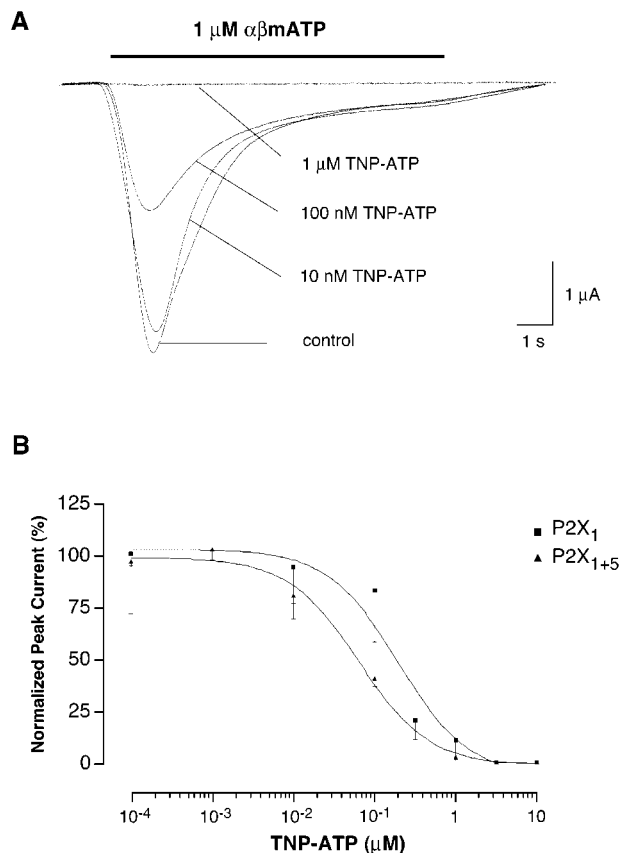 A
1 μM αβmATP
1 μM TNP-ATP
100 nM TNP-ATP
10 nM TNP-ATP
control
1 μA
1 s
B
Normalized Peak Current (%)
125
100
75
50
25
0
P2X₁
P2X₁₊₅
10⁻⁴ 10⁻³ 10⁻² 10⁻¹ 1 10
TNP-ATP (μM)